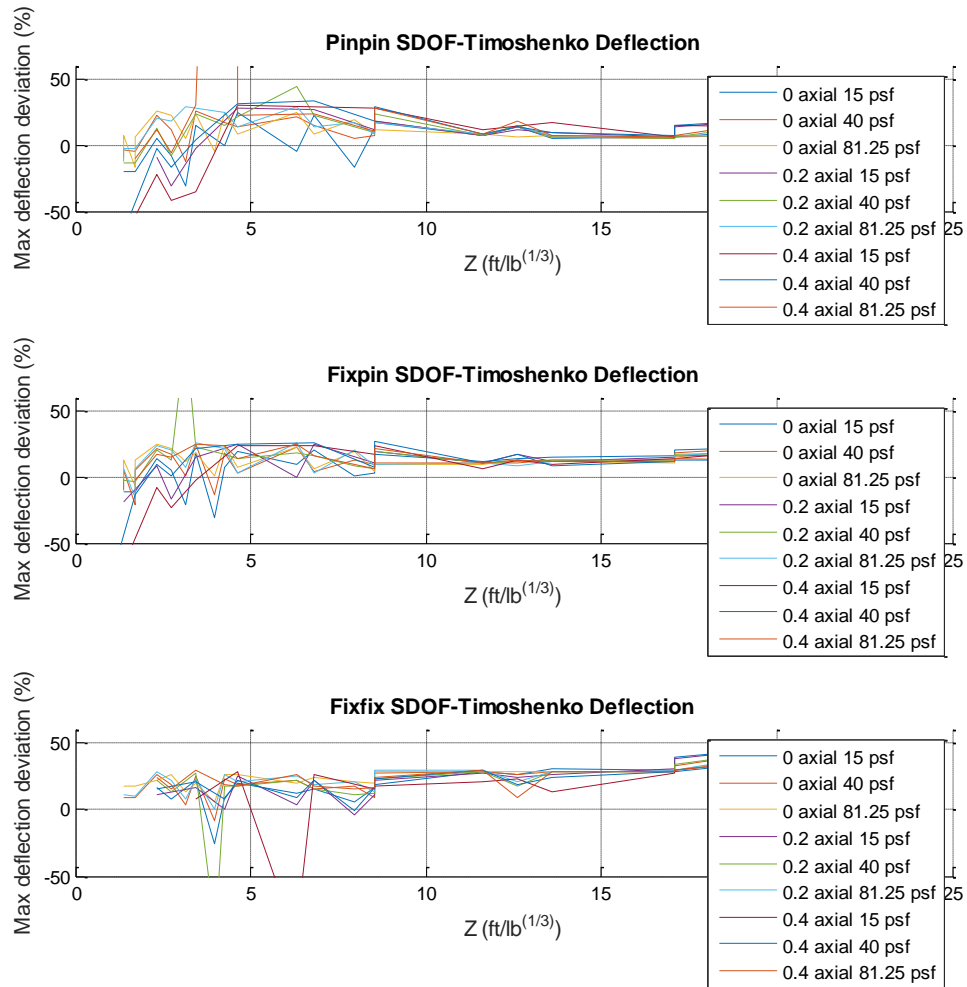 Pinpin SDOF-Timoshenko Deflection
Max deflection deviation (%)
50
0
-50
0
5
10
15
25
Z (ft/lb^(1/3))
0 axial 15 psf
0 axial 40 psf
0 axial 81.25 psf
0.2 axial 15 psf
0.2 axial 40 psf
0.2 axial 81.25 psf
0.4 axial 15 psf
0.4 axial 40 psf
0.4 axial 81.25 psf
Fixpin SDOF-Timoshenko Deflection
Max deflection deviation (%)
50
0
-50
0
5
10
15
25
Z (ft/lb^(1/3))
0 axial 15 psf
0 axial 40 psf
0 axial 81.25 psf
0.2 axial 15 psf
0.2 axial 40 psf
0.2 axial 81.25 psf
0.4 axial 15 psf
0.4 axial 40 psf
0.4 axial 81.25 psf
Fixfix SDOF-Timoshenko Deflection
Max deflection deviation (%)
50
0
-50
0
5
10
15
25
Z (ft/lb^(1/3))
0 axial 15 psf
0 axial 40 psf
0 axial 81.25 psf
0.2 axial 15 psf
0.2 axial 40 psf
0.2 axial 81.25 psf
0.4 axial 15 psf
0.4 axial 40 psf
0.4 axial 81.25 psf